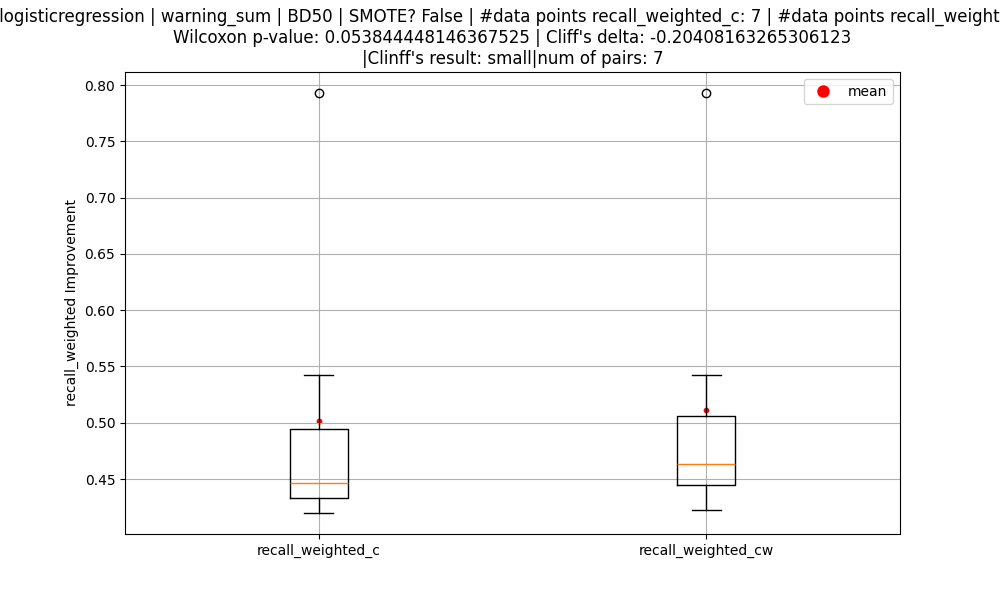 logisticregression | warning_sum | BD50 | SMOTE? False | #data points recall_weighted_c: 7 | #data points recall_weight
Wilcoxon p-value: 0.053844448146367525 | Cliff's delta: -0.20408163265306123
|Clinff's result: small|num of pairs: 7
mean
0.80
0.75
0.70
0.65
0.60
0.55
0.50
0.45
recall_weighted Improvement
recall_weighted_c
recall_weighted_cw